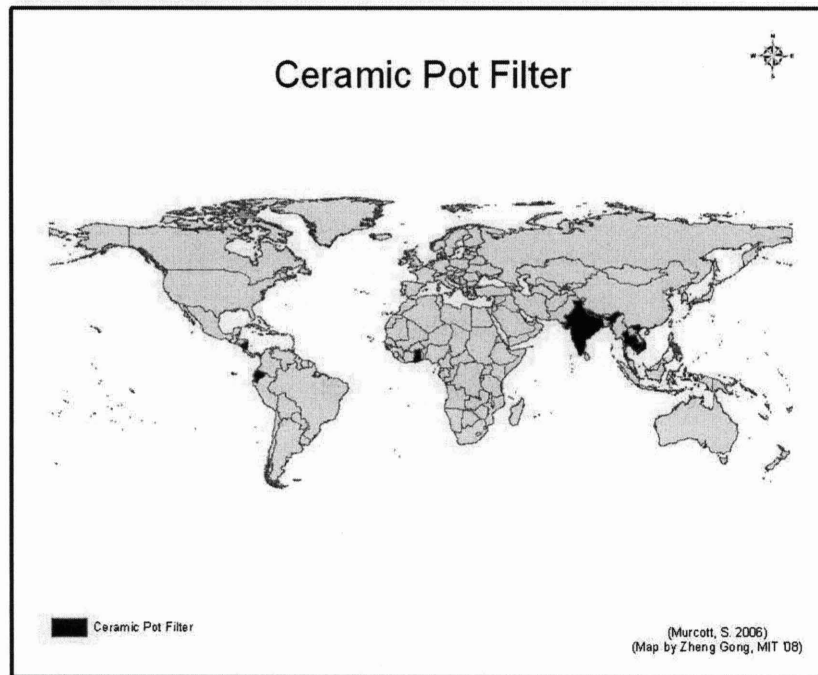 Ceramic Pot Filter
N
W E
S
Ceramic Pot Filter
(Murcott, S. 2006)
(Map by Zheng Gong, MIT '08)